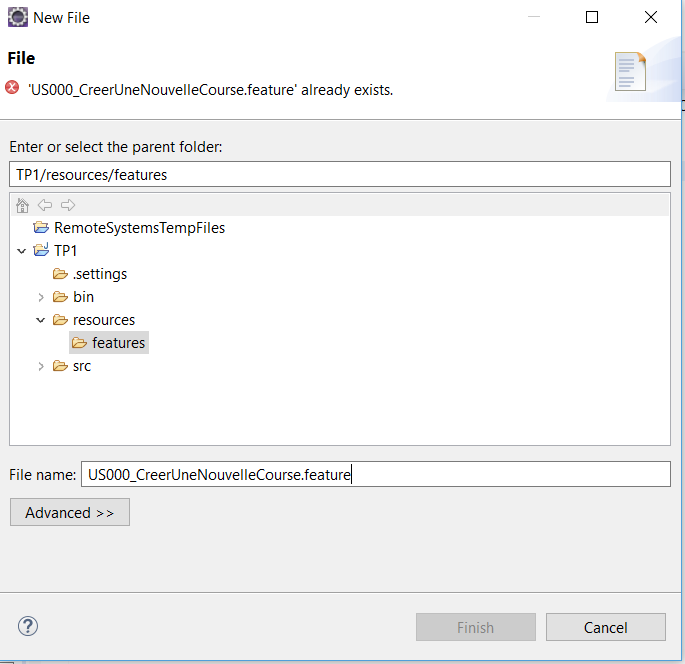 New File
File
'US000_CreerUneNouvelleCourse.feature' already exists.
Enter or select the parent folder:
TP1/resources/features
RemoteSystemsTempFiles
TP1
.settings
bin
resources
features
src
File name: US000_CreerUneNouvelleCourse.feature
Advanced >>
? Finish Cancel